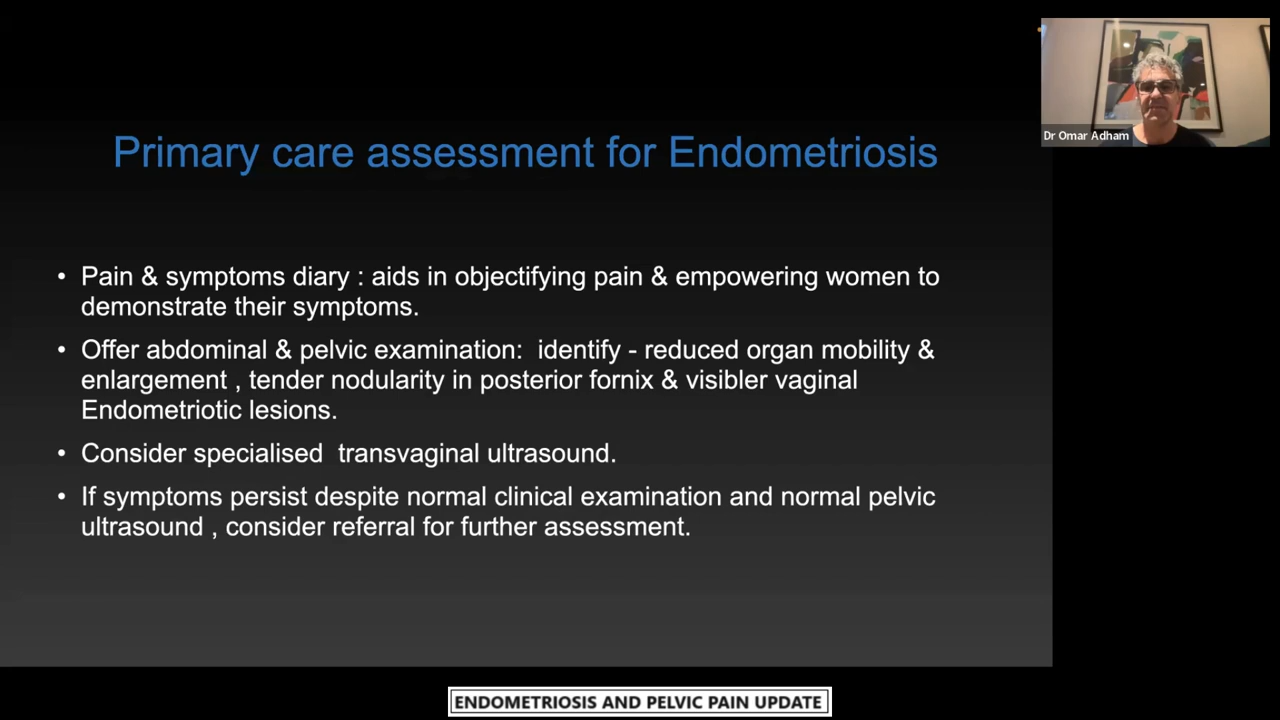 Dr Omar Adham
Primary care assessment for Endometriosis
• Pain & symptoms diary : aids in objectifying pain & empowering women to
demonstrate their symptoms.
• Offer abdominal & pelvic examination:  identify - reduced organ mobility &
enlargement , tender nodularity in posterior fornix & visibler vaginal
Endometriotic lesions.
• Consider specialised  transvaginal ultrasound.
• If symptoms persist despite normal clinical examination and normal pelvic
ultrasound , consider referral for further assessment.
ENDOMETRIOSIS AND PELVIC PAIN UPDATE